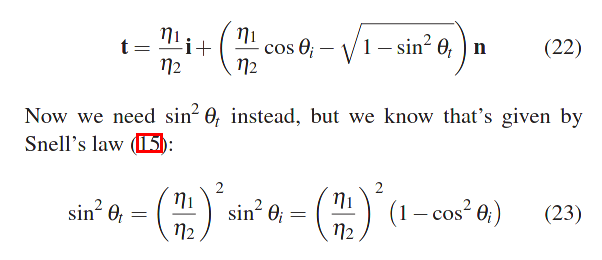 t = η₁/η₂ i + (η₁/η₂ cos θᵢ − √(1 − sin² θₜ)) n (22)
Now we need sin² θₜ instead, but we know that's given by
Snell's law (15):
sin² θₜ = (η₁/η₂)² sin² θᵢ = (η₁/η₂)² (1 − cos² θᵢ) (23)